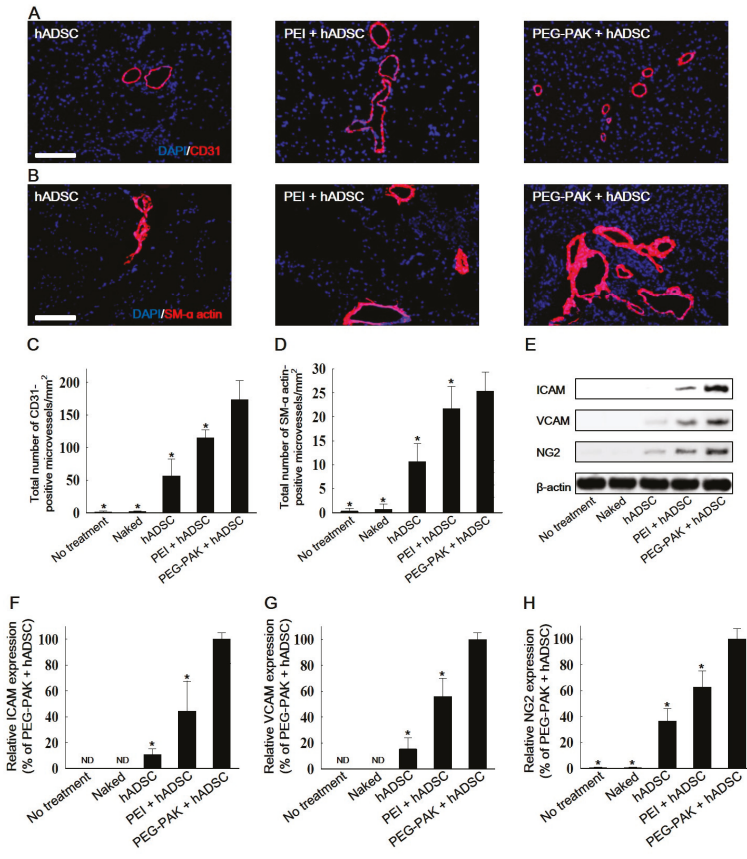 A
hADSC
PEI + hADSC
PEG-PAK + hADSC
DAPI/CD31
B
hADSC
PEI + hADSC
PEG-PAK + hADSC
DAPI/SM-α actin
C
Total number of CD31-
positive microvessels/mm²
200
150
100
50
0
*
*
*
*
No treatment
Naked
hADSC
PEI + hADSC
PEG-PAK + hADSC
D
Total number of SM-α actin-
positive microvessels/mm²
30
25
20
15
10
5
0
*
*
*
*
No treatment
Naked
hADSC
PEI + hADSC
PEG-PAK + hADSC
E
ICAM
VCAM
NG2
β-actin
No treatment
Naked
hADSC
PEI + hADSC
PEG-PAK + hADSC
F
Relative ICAM expression
(% of PEG-PAK + hADSC)
100
80
60
40
20
0
ND
ND
*
*
No treatment
Naked
hADSC
PEI + hADSC
PEG-PAK + hADSC
G
Relative VCAM expression
(% of PEG-PAK + hADSC)
100
80
60
40
20
0
ND
ND
*
*
No treatment
Naked
hADSC
PEI + hADSC
PEG-PAK + hADSC
H
Relative NG2 expression
(% of PEG-PAK + hADSC)
100
80
60
40
20
0
*
*
*
*
No treatment
Naked
hADSC
PEI + hADSC
PEG-PAK + hADSC